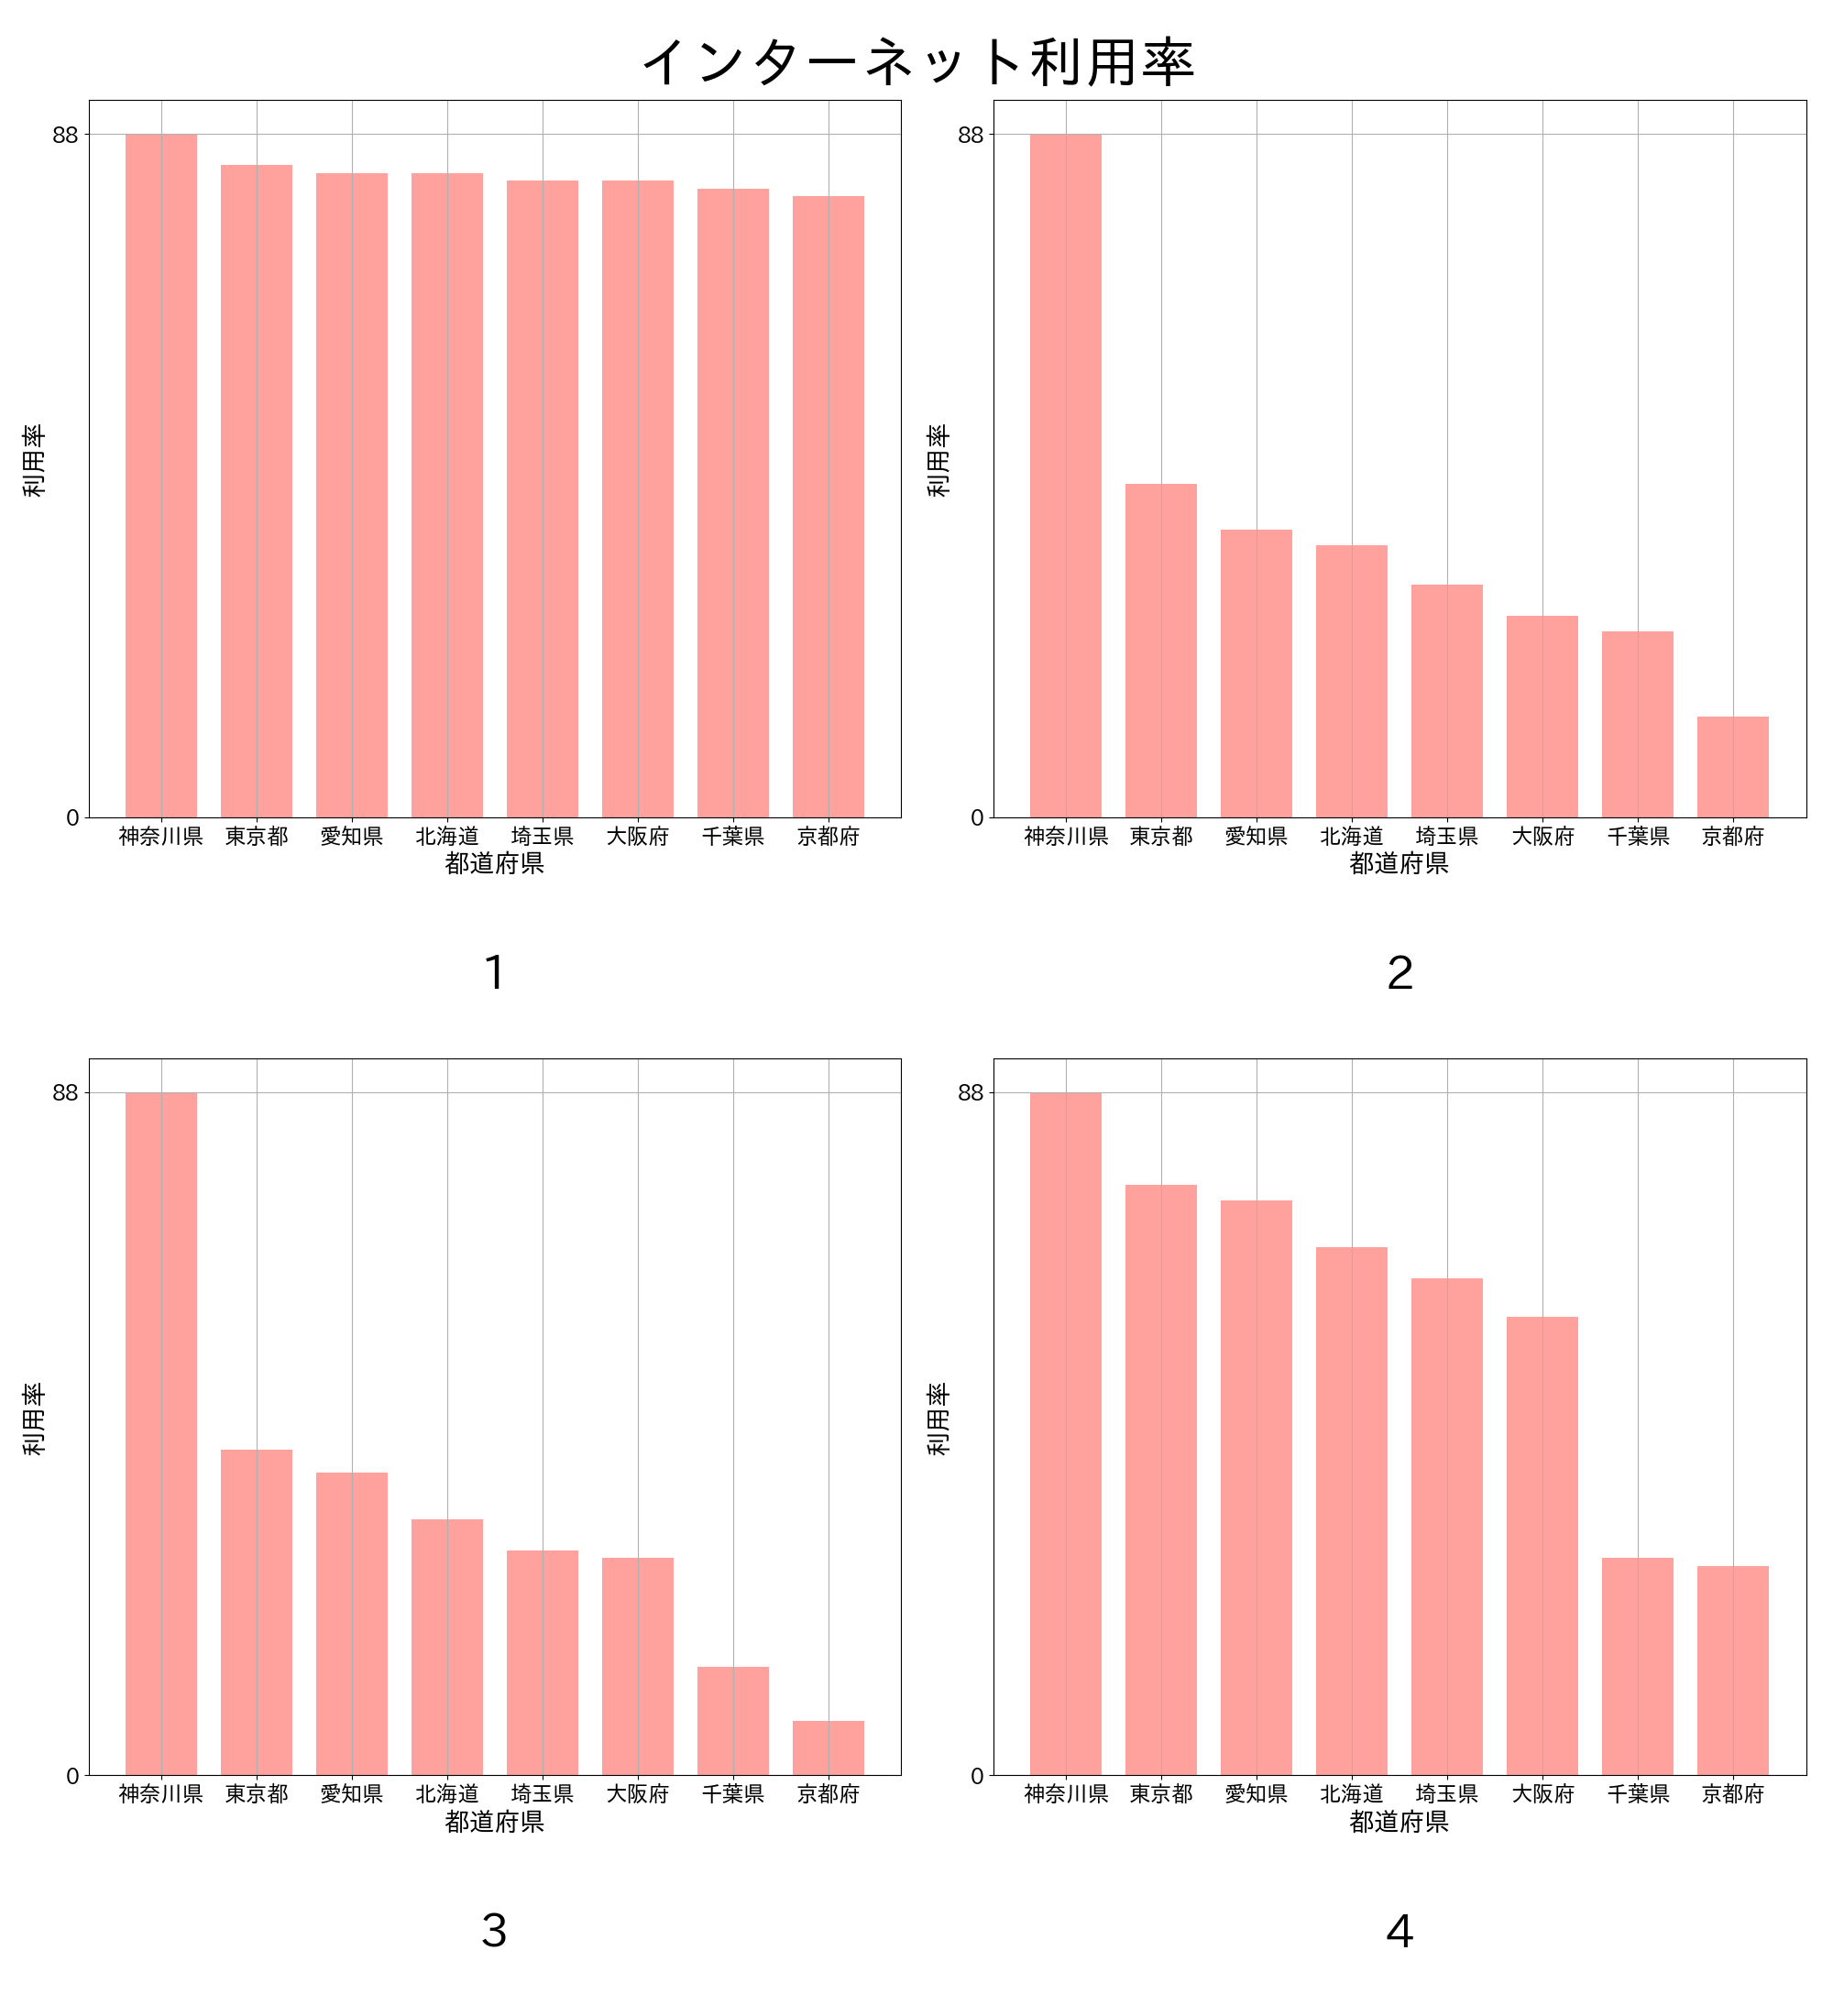 インターネット利用率
88
0
利用率
神奈川県 東京都 愛知県 北海道 埼玉県 大阪府 千葉県 京都府
都道府県
1
88
0
利用率
神奈川県 東京都 愛知県 北海道 埼玉県 大阪府 千葉県 京都府
都道府県
2
88
0
利用率
神奈川県 東京都 愛知県 北海道 埼玉県 大阪府 千葉県 京都府
都道府県
3
88
0
利用率
神奈川県 東京都 愛知県 北海道 埼玉県 大阪府 千葉県 京都府
都道府県
4